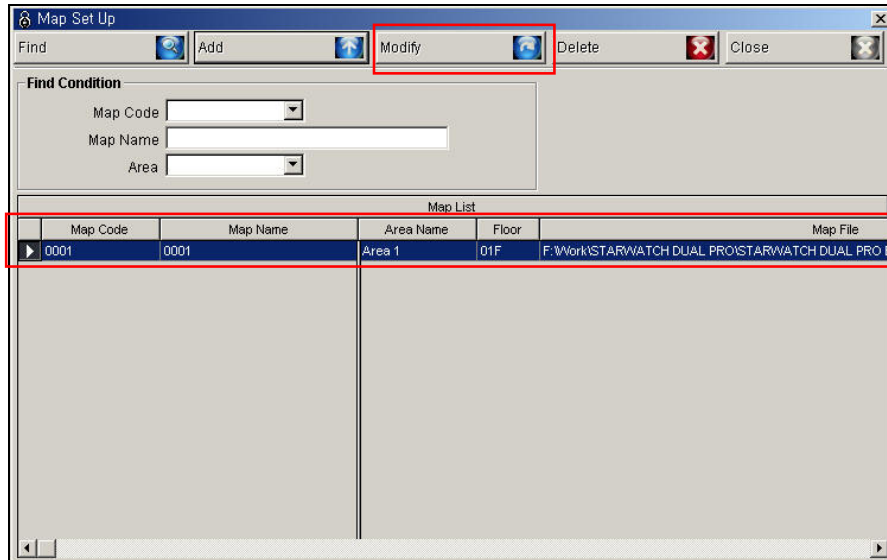 Map Set Up
Find Add Modify Delete Close
Find Condition
Map Code
Map Name
Area
Map List
Map Code Map Name Area Name Floor Map File
0001 0001 Area 1 01F F:\Work\STARWATCH DUAL PRO\STARWATCH DUAL PRO